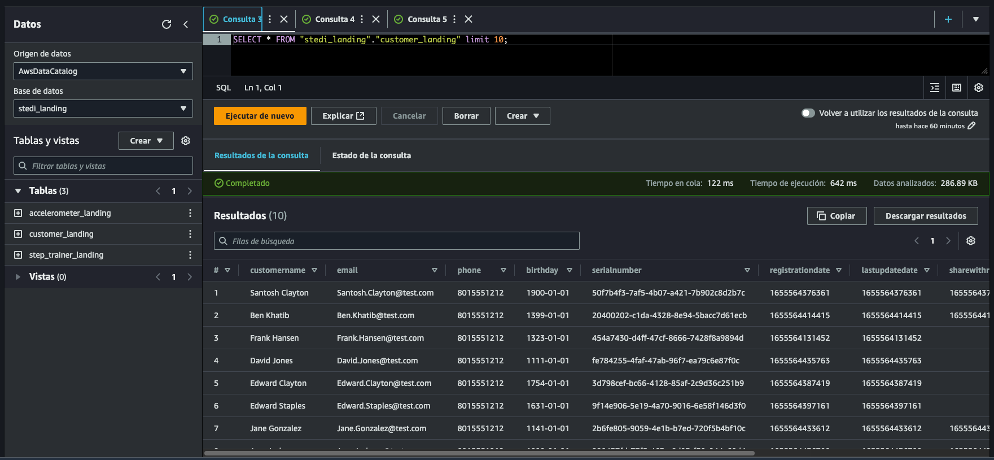 Datos
Consulta 3
Consulta 4
Consulta 5
1 SELECT * FROM "stedi_landing"."customer_landing" limit 10;
Origen de datos
AwsDataCatalog
Base de datos
stedi_landing
SQL Ln 1, Col 1
Ejecutar de nuevo
Explicar
Cancelar
Borrar
Crear
Volver a utilizar los resultados de la consulta
hasta hace 60 minutos
Tablas y vistas
Crear
Filtrar tablas y vistas
Tablas (3)
1
accelerometer_landing
customer_landing
step_trainer_landing
Vistas (0)
1
Resultados de la consulta
Estado de la consulta
Completado
Tiempo en cola: 122 ms
Tiempo de ejecución: 642 ms
Datos analizados: 286.89 KB
Resultados (10)
Copiar
Descargar resultados
Filas de búsqueda
1
# customername email phone birthday serialnumber registrationdate lastupdatedate sharewithr
1 Santosh Clayton Santosh.Clayton@test.com 8015551212 1900-01-01 50f7b4f3-7af5-4b07-a421-7b902c8d2b7c 1655564376361 1655564376361 165556437
2 Ben Khatib Ben.Khatib@test.com 8015551212 1399-01-01 20400202-c1da-4328-8e94-5bacc7d61ecb 1655564414415 1655564414415 165556441
3 Frank Hansen Frank.Hansen@test.com 8015551212 1323-01-01 454a7430-d4ff-47cf-8666-7428f8a9894d 1655564131452 1655564131452
4 David Jones David.Jones@test.com 8015551212 1111-01-01 fe784255-4faf-47ab-96f7-ea79c6e87f0c 1655564435763 1655564435763
5 Edward Clayton Edward.Clayton@test.com 8015551212 1754-01-01 3d798cef-bc66-4128-85af-2c9d36c251b9 1655564387419 1655564387419
6 Edward Staples Edward.Staples@test.com 8015551212 1631-01-01 9f14e906-5e19-4a70-9016-6e58f146d3f0 1655564397161 1655564397161
7 Jane Gonzalez Jane.Gonzalez@test.com 8015551212 1141-01-01 2b6fe805-9059-4e1b-b7ed-720f5b4bf10c 1655564433612 1655564433612 165556443